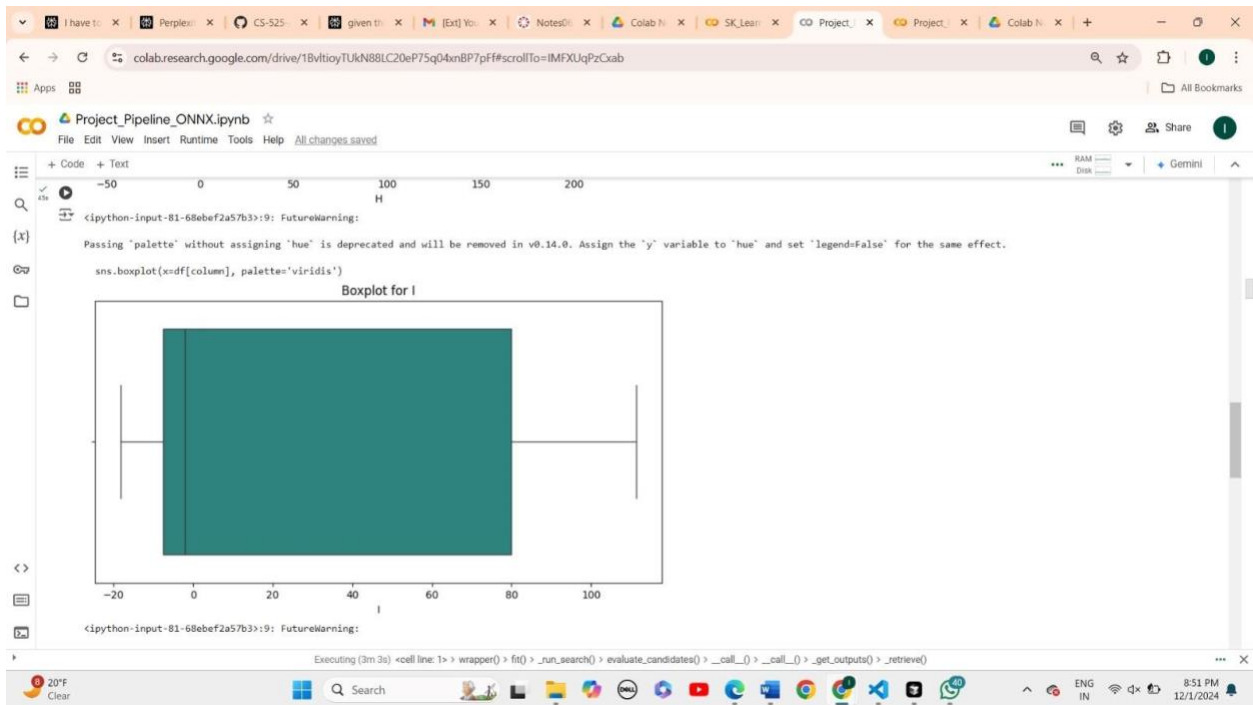 I have to
Perplexi
CS-525-
given th
M [Ext] You
Notes0
Colab N
SK_Lear
Project_
Project_
Colab N
colab.research.google.com/drive/1BvltioyTUkN88LC20eP75q04xnBP7pFf#scrollTo=IMFXUqPzCxab
Apps
All Bookmarks
CO Project_Pipeline_ONNX.ipynb
File Edit View Insert Runtime Tools Help All changes saved
Share
I
+ Code + Text
RAM
Disk
Gemini
−50 0 50 100 150 200
H
<ipython-input-81-68ebef2a57b3>:9: FutureWarning:
Passing `palette` without assigning `hue` is deprecated and will be removed in v0.14.0. Assign the `y` variable to `hue` and set `legend=False` for the same effect.
sns.boxplot(x=df[column], palette='viridis')
Boxplot for I
−20 0 20 40 60 80 100
I
<ipython-input-81-68ebef2a57b3>:9: FutureWarning:
Executing (3m 3s) <cell line: 1> > wrapper() > fit() > _run_search() > evaluate_candidates() > __call__() > __call__() > _get_outputs() > _retrieve()
8 20°F
Clear
Search
DELL
40
ENG
IN
8:51 PM
12/1/2024